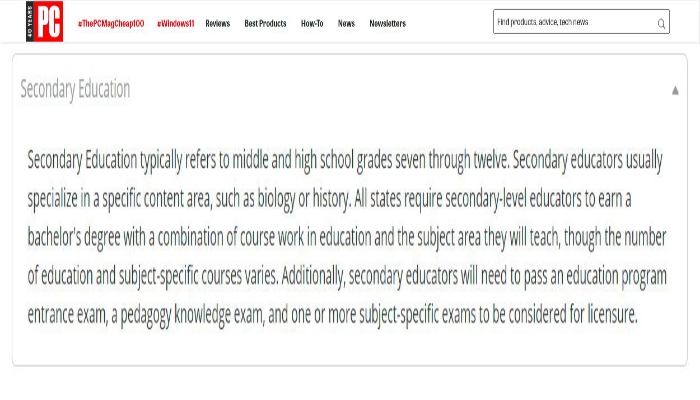 40 YEARS PC #ThePCMagCheap100 #Windows11 Reviews Best Products How-To News Newsletters Find products, advice, tech news
Secondary Education
Secondary Education typically refers to middle and high school grades seven through twelve. Secondary educators usually
specialize in a specific content area, such as biology or history. All states require secondary-level educators to earn a
bachelor's degree with a combination of course work in education and the subject area they will teach, though the number
of education and subject-specific courses varies. Additionally, secondary educators will need to pass an education program
entrance exam, a pedagogy knowledge exam, and one or more subject-specific exams to be considered for licensure.